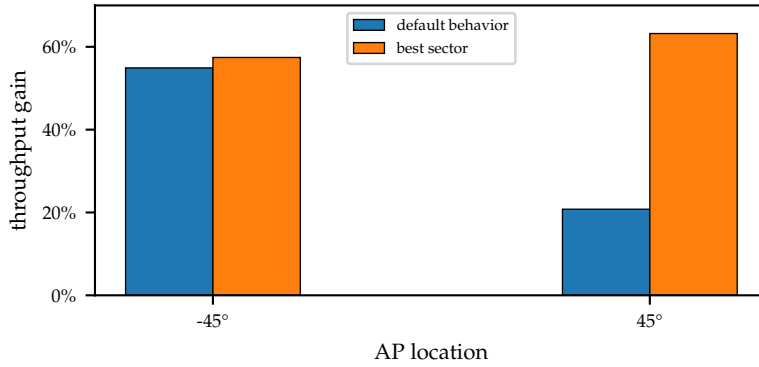 default behavior
best sector
throughput gain
60%
40%
20%
0%
-45°
45°
AP location